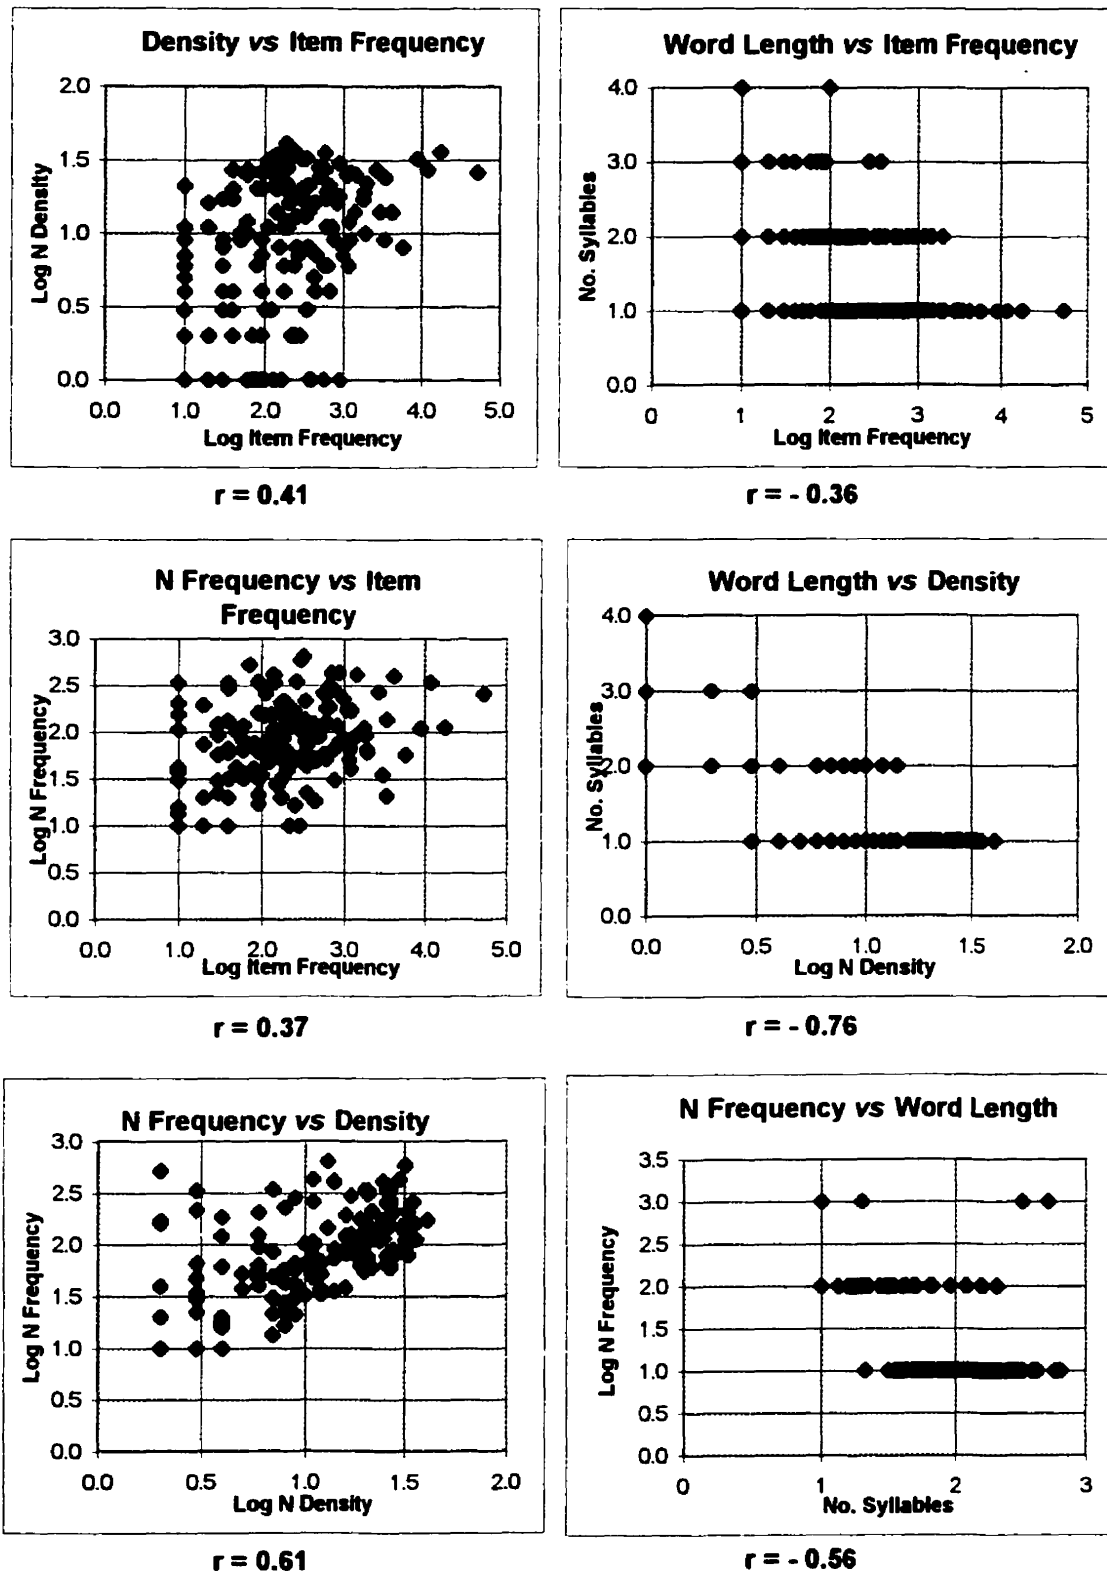 Density vs Item Frequency
2.0
1.5
1.0
0.5
0.0
Log N Density
0.0 1.0 2.0 3.0 4.0 5.0
Log Item Frequency
r = 0.41
Word Length vs Item Frequency
4.0
3.0
2.0
1.0
0.0
No. Syllables
0 1 2 3 4 5
Log Item Frequency
r = - 0.36
N Frequency vs Item
Frequency
3.0
2.5
2.0
1.5
1.0
0.5
0.0
Log N Frequency
0.0 1.0 2.0 3.0 4.0 5.0
Log Item Frequency
r = 0.37
Word Length vs Density
4.0
3.0
2.0
1.0
0.0
No. Syllables
0.0 0.5 1.0 1.5 2.0
Log N Density
r = - 0.76
N Frequency vs Density
3.0
2.5
2.0
1.5
1.0
0.5
0.0
Log N Frequency
0.0 0.5 1.0 1.5 2.0
Log N Density
r = 0.61
N Frequency vs Word Length
3.5
3.0
2.5
2.0
1.5
1.0
0.5
0.0
Log N Frequency
0 1 2 3
No. Syllables
r = - 0.56